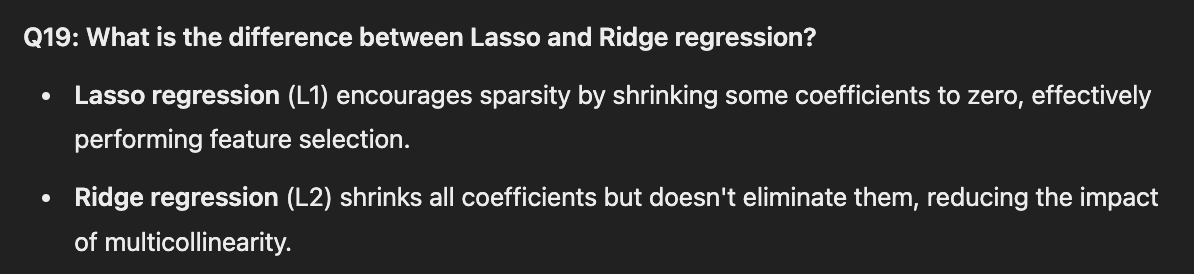 Q19: What is the difference between Lasso and Ridge regression?
• Lasso regression (L1) encourages sparsity by shrinking some coefficients to zero, effectively
performing feature selection.
• Ridge regression (L2) shrinks all coefficients but doesn't eliminate them, reducing the impact
of multicollinearity.